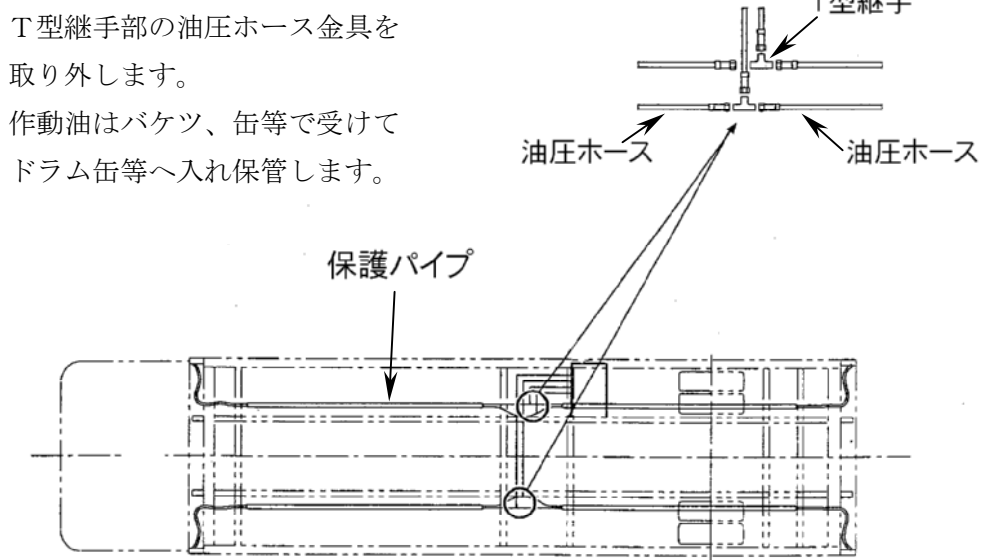 T型継手部の油圧ホース金具を
取り外します。
作動油はバケツ、缶等で受けて
ドラム缶等へ入れ保管します。
T型継手
油圧ホース
油圧ホース
保護パイプ